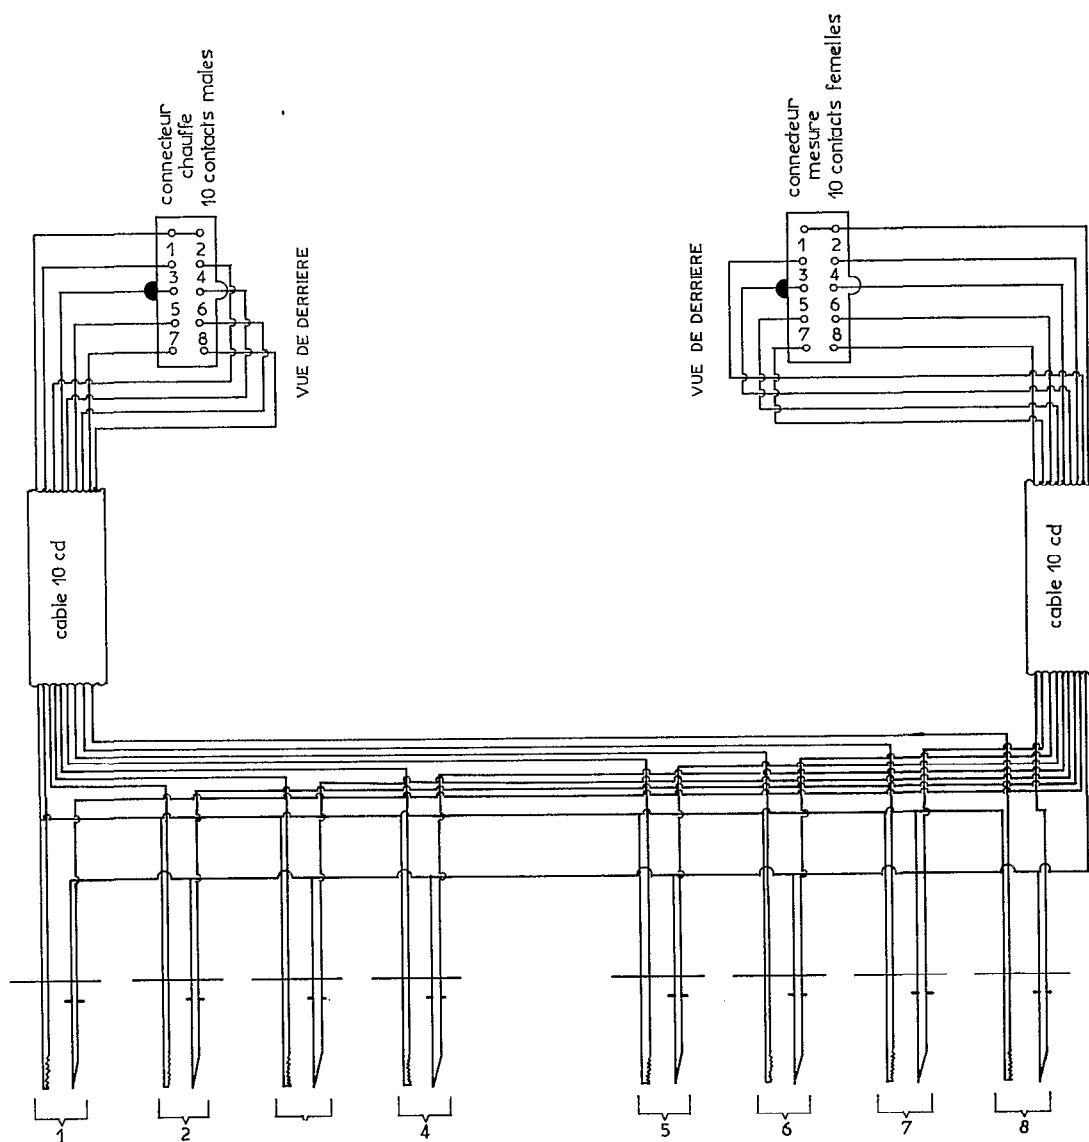 connecteur
chauffe
10 contacts males
1 2
3 4
5 6
7 8
VUE DE DERRIERE
connecteur
mesure
10 contacts femelles
1 2
3 4
5 6
7 8
VUE DE DERRIERE
cable 10 cd
cable 10 cd
1
2
4
5
6
7
8